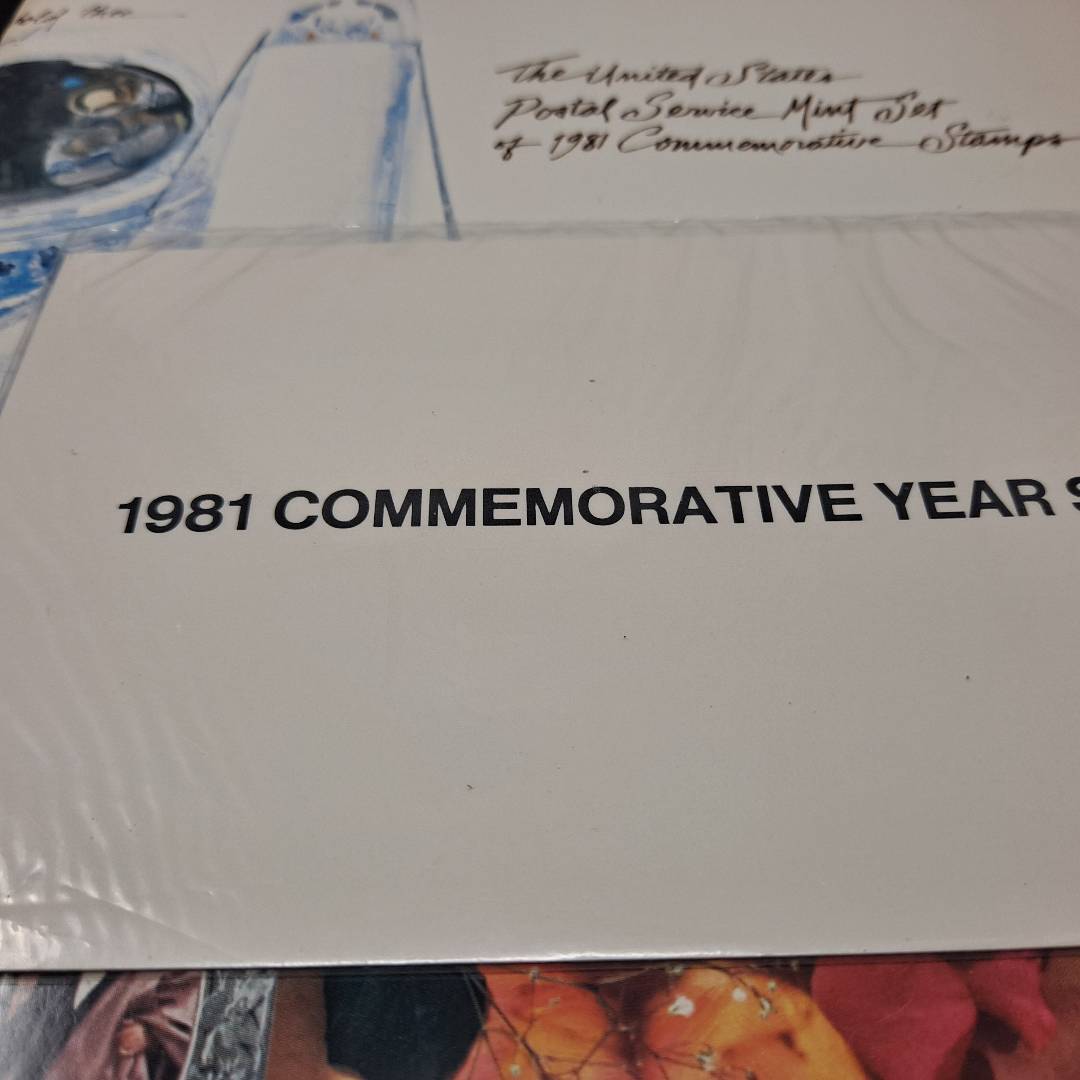 The United States
Postal Service Mint Set
of 1981 Commemorative Stamps
1981 COMMEMORATIVE YEAR S